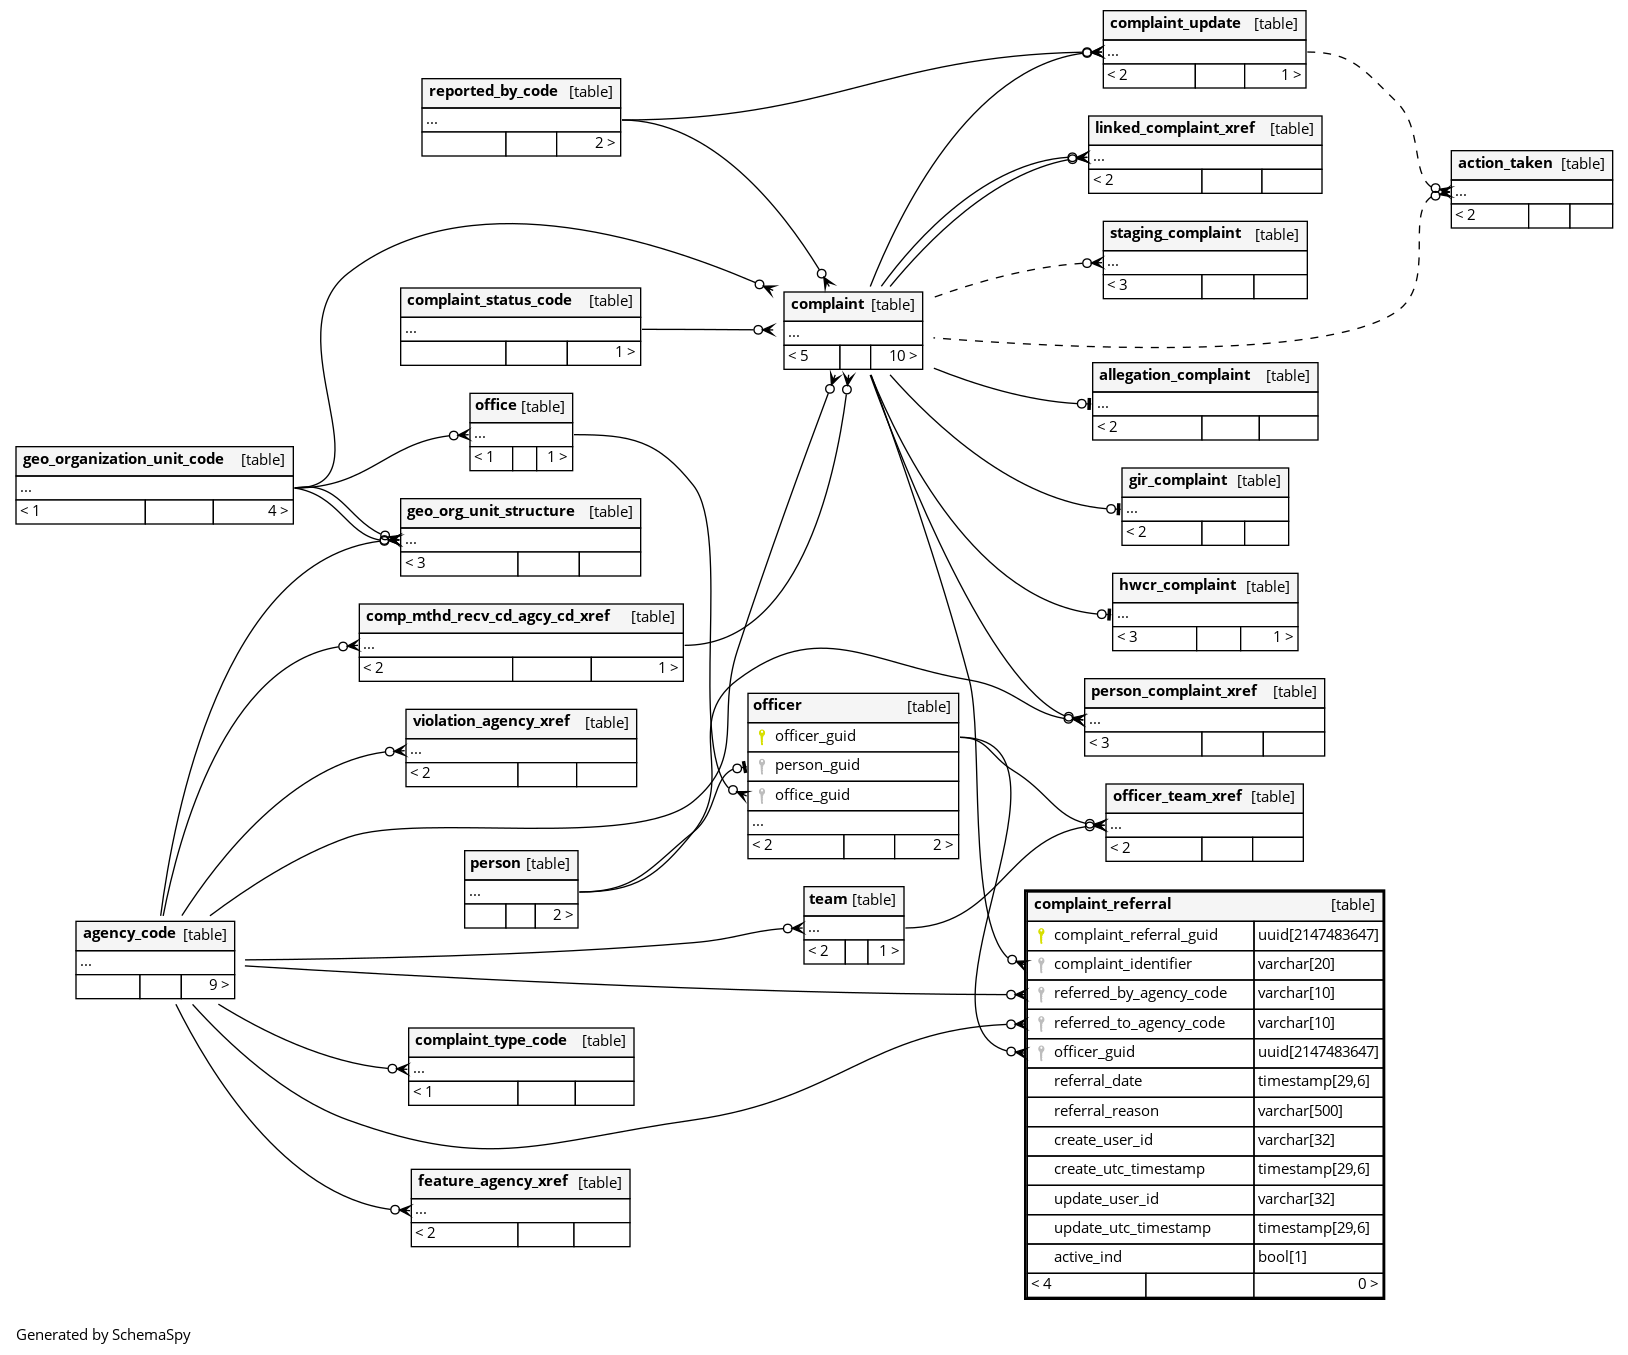 complaint_update [table]
...
< 2 1 >
reported_by_code [table]
...
2 >
linked_complaint_xref [table]
...
< 2
action_taken [table]
...
< 2
staging_complaint [table]
...
< 3
complaint_status_code [table]
...
1 >
complaint [table]
...
< 5 10 >
allegation_complaint [table]
...
< 2
office [table]
...
< 1 1 >
geo_organization_unit_code [table]
...
< 1 4 >
gir_complaint [table]
...
< 2
geo_org_unit_structure [table]
...
< 3
hwcr_complaint [table]
...
< 3 1 >
comp_mthd_recv_cd_agcy_cd_xref [table]
...
< 2 1 >
person_complaint_xref [table]
...
< 3
officer [table]
officer_guid
person_guid
office_guid
...
< 2 2 >
violation_agency_xref [table]
...
< 2
officer_team_xref [table]
...
< 2
person [table]
...
2 >
team [table]
...
< 2 1 >
agency_code [table]
...
9 >
complaint_referral [table]
complaint_referral_guid uuid[2147483647]
complaint_identifier varchar[20]
referred_by_agency_code varchar[10]
referred_to_agency_code varchar[10]
officer_guid uuid[2147483647]
referral_date timestamp[29,6]
referral_reason varchar[500]
create_user_id varchar[32]
create_utc_timestamp timestamp[29,6]
update_user_id varchar[32]
update_utc_timestamp timestamp[29,6]
active_ind bool[1]
< 4 0 >
complaint_type_code [table]
...
< 1
feature_agency_xref [table]
...
< 2
Generated by SchemaSpy